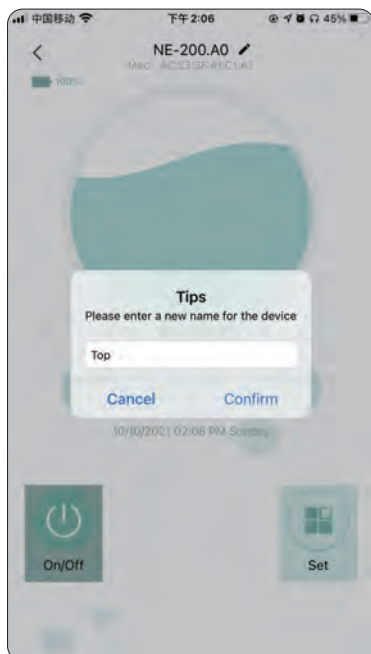 中国移动 下午2:06 45%
NE-200.A0
100%
Tips
Please enter a new name for the device
Top
Cancel Confirm
10/10/2021 02:06 PM Sunday
On/Off Set